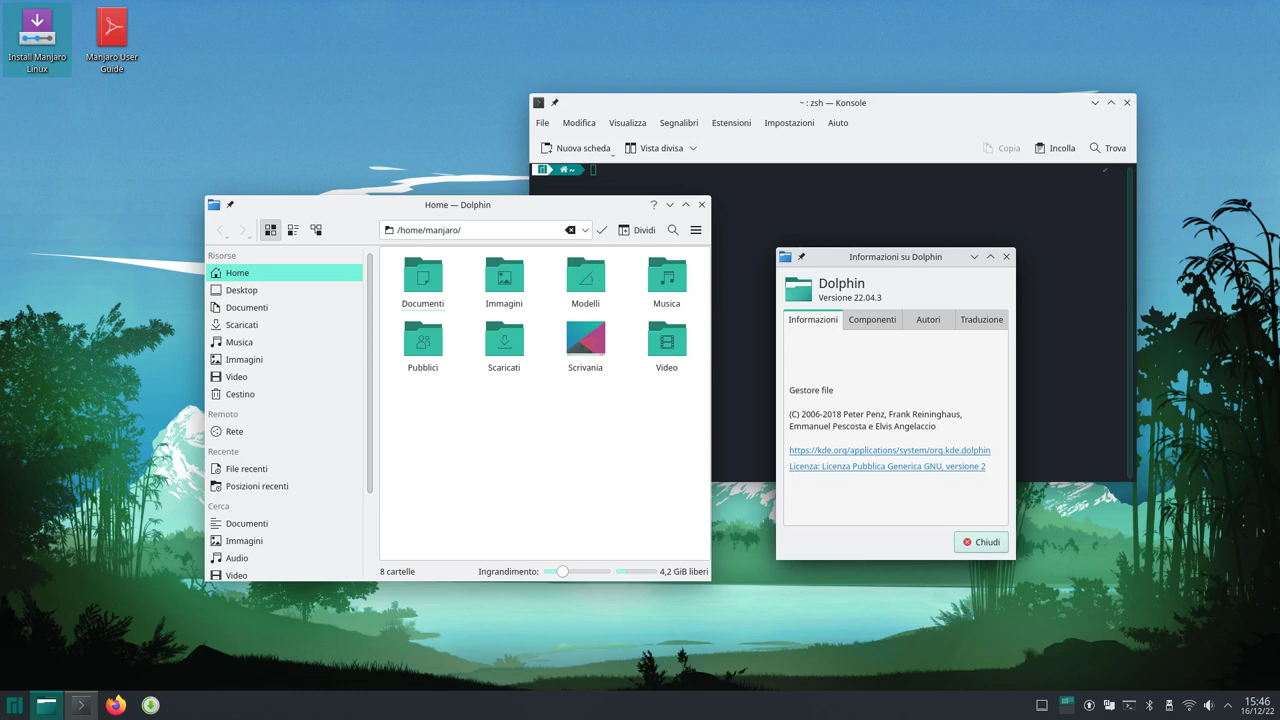 Install Manjaro
Linux
Manjaro User
Guide
~ : zsh — Konsole
File Modifica Visualizza Segnalibri Estensioni Impostazioni Aiuto
Nuova scheda Vista divisa Copia Incolla Trova
~
Home — Dolphin
/home/manjaro/ Dividi
Risorse
Home
Desktop
Documenti
Scaricati
Musica
Immagini
Video
Cestino
Remoto
Rete
Recente
File recenti
Posizioni recenti
Cerca
Documenti
Immagini
Audio
Video
Documenti Immagini Modelli Musica
Pubblici Scaricati Scrivania Video
8 cartelle Ingrandimento: 4,2 GiB liberi
Informazioni su Dolphin
Dolphin
Versione 22.04.3
Informazioni Componenti Autori Traduzione
Gestore file
(C) 2006-2018 Peter Penz, Frank Reininghaus,
Emmanuel Pescosta e Elvis Angelaccio
https://kde.org/applications/system/org.kde.dolphin
Licenza: Licenza Pubblica Generica GNU, versione 2
Chiudi
15:46
16/12/22